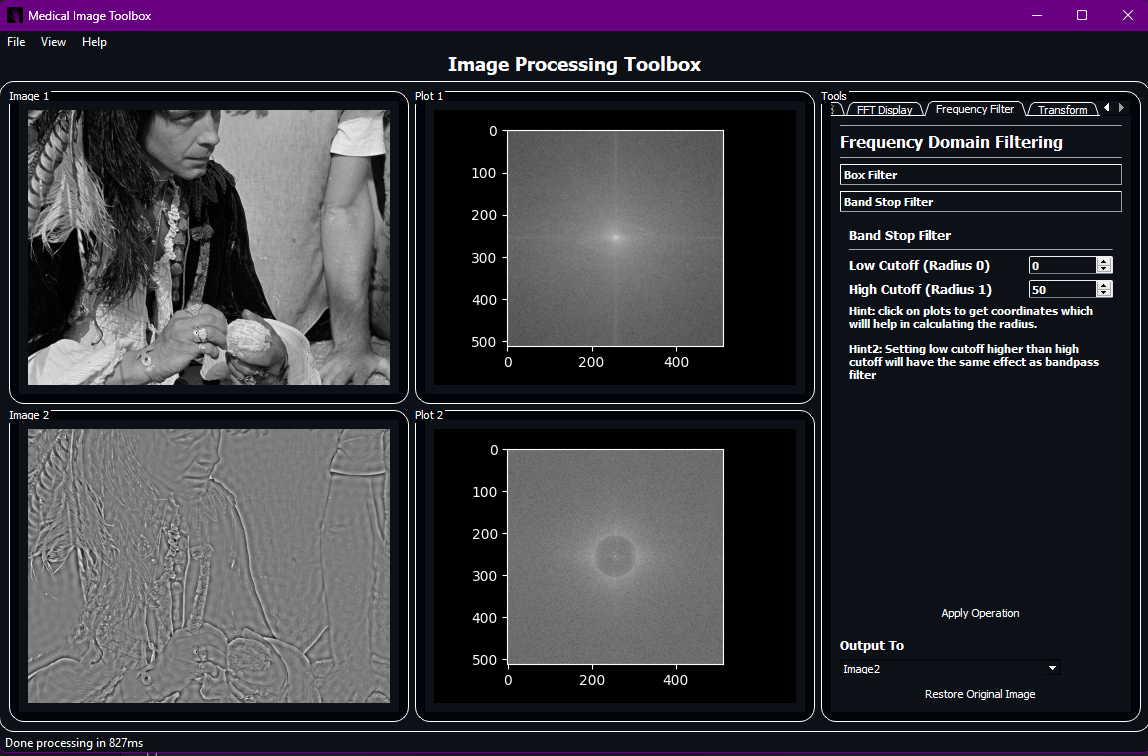 Medical Image Toolbox
File View Help
Image Processing Toolbox
Image 1
Plot 1
0
100
200
300
400
500
0 200 400
Image 2
Plot 2
0
100
200
300
400
500
0 200 400
Tools
FFT Display Frequency Filter Transform
Frequency Domain Filtering
Box Filter
Band Stop Filter
Band Stop Filter
Low Cutoff (Radius 0) 0
High Cutoff (Radius 1) 50
Hint: click on plots to get coordinates which
willl help in calculating the radius.
Hint2: Setting low cutoff higher than high
cutoff will have the same effect as bandpass
filter
Apply Operation
Output To
Image2
Restore Original Image
Done processing in 827ms